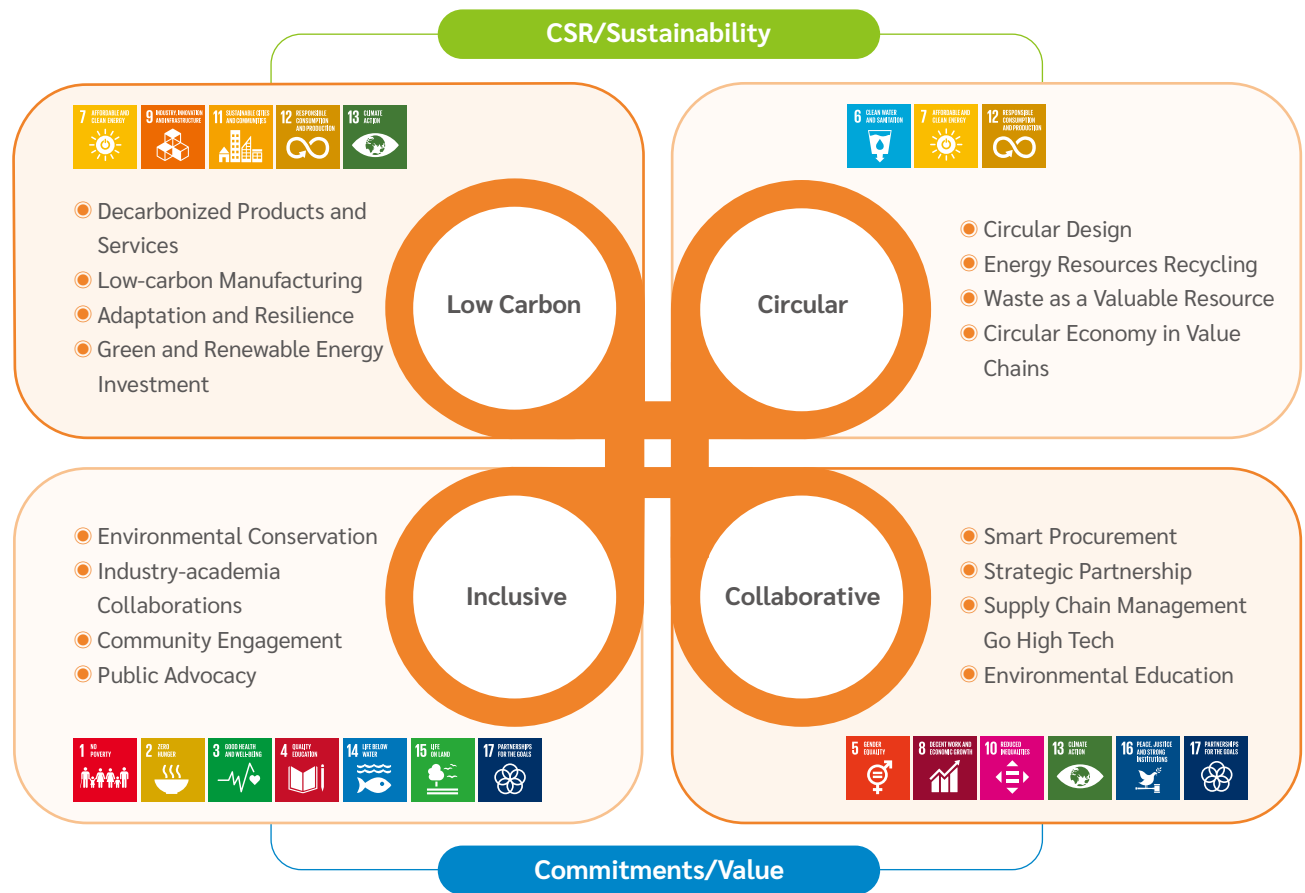 CSR/Sustainability
7 AFFORDABLE AND
CLEAN ENERGY
9 INDUSTRY, INNOVATION
AND INFRASTRUCTURE
11 SUSTAINABLE CITIES
AND COMMUNITIES
12 RESPONSIBLE
CONSUMPTION
AND PRODUCTION
13 CLIMATE
ACTION
Decarbonized Products and
Services
Low-carbon Manufacturing
Adaptation and Resilience
Green and Renewable Energy
Investment
Low Carbon
6 CLEAN WATER
AND SANITATION
7 AFFORDABLE AND
CLEAN ENERGY
12 RESPONSIBLE
CONSUMPTION
AND PRODUCTION
Circular
Circular Design
Energy Resources Recycling
Waste as a Valuable Resource
Circular Economy in Value
Chains
Environmental Conservation
Industry-academia
Collaborations
Community Engagement
Public Advocacy
Inclusive
1 NO
POVERTY
2 ZERO
HUNGER
3 GOOD HEALTH
AND WELL-BEING
4 QUALITY
EDUCATION
14 LIFE BELOW
WATER
15 LIFE
ON LAND
17 PARTNERSHIPS
FOR THE GOALS
Collaborative
Smart Procurement
Strategic Partnership
Supply Chain Management
Go High Tech
Environmental Education
5 GENDER
EQUALITY
8 DECENT WORK AND
ECONOMIC GROWTH
10 REDUCED
INEQUALITIES
13 CLIMATE
ACTION
16 PEACE, JUSTICE
AND STRONG
INSTITUTIONS
17 PARTNERSHIPS
FOR THE GOALS
Commitments/Value